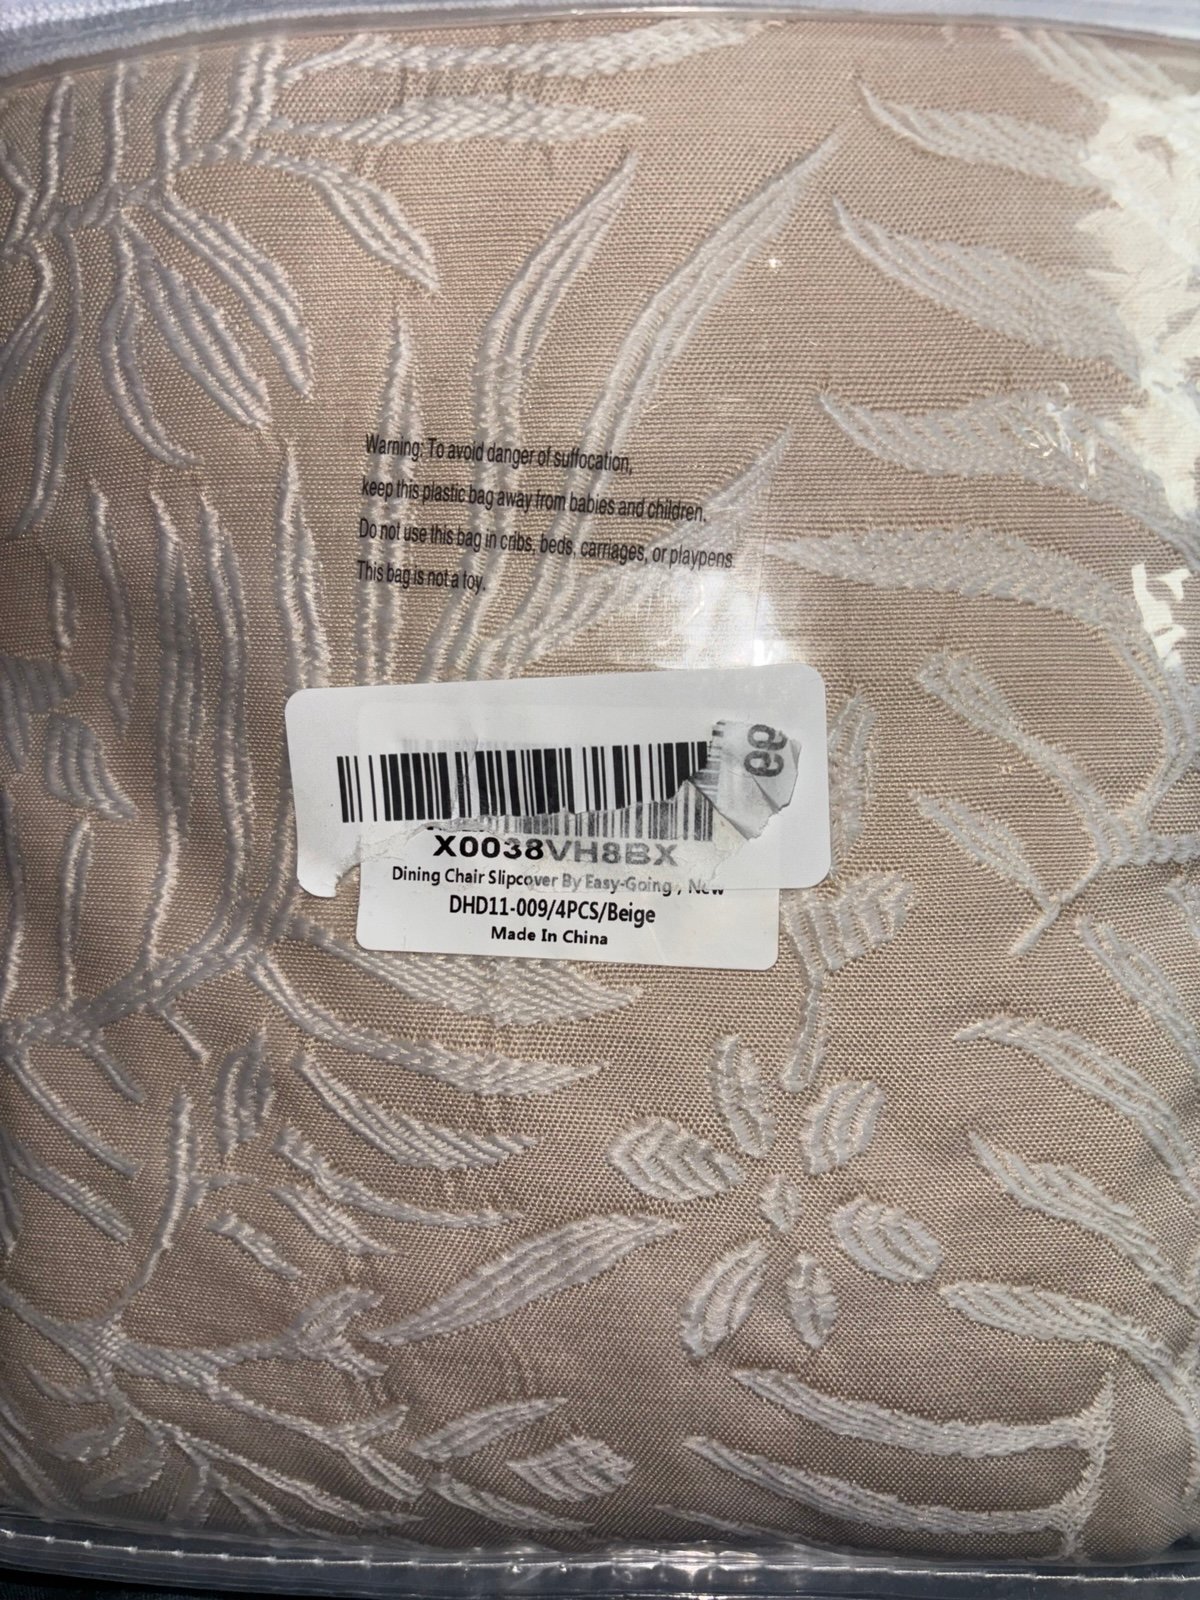 Warning: To avoid danger of suffocation,
keep this plastic bag away from babies and children.
Do not use this bag in cribs, beds, carriages, or playpens
This bag is not a toy.
X0038VH8BX
Dining Chair Slipcover By Easy-Going , New
DHD11-009/4PCS/Beige
Made In China